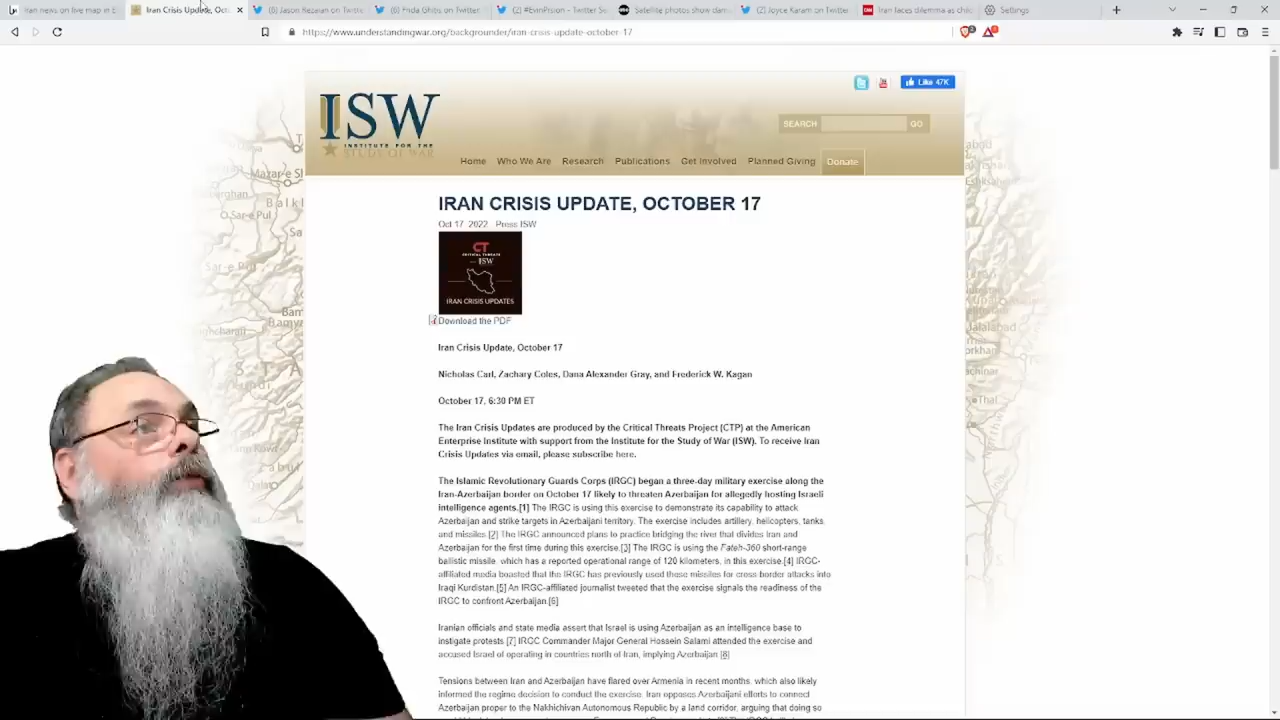 Iran news on live map in E
Iran Crisis Update, Oct
(2) Jason Rezaian on Twitter
(6) Frida Ghitis on Twitter
(2) #EvinPrison - Twitter Se
Satellite photos show dam
(2) Joyce Karam on Twitter
Iran faces dilemma as chil
Settings
https://www.understandingwar.org/backgrounder/iran-crisis-update-october-17
Like 47K
ISW
INSTITUTE FOR THE
STUDY OF WAR
SEARCH
GO
Home Who We Are Research Publications Get Involved Planned Giving Donate
IRAN CRISIS UPDATE, OCTOBER 17
Oct 17, 2022 - Press ISW
CT
CRITICAL THREATS
ISW
IRAN CRISIS UPDATES
Download the PDF
Iran Crisis Update, October 17
Nicholas Carl, Zachary Coles, Dana Alexander Gray, and Frederick W. Kagan
October 17, 6:30 PM ET
The Iran Crisis Updates are produced by the Critical Threats Project (CTP) at the American
Enterprise Institute with support from the Institute for the Study of War (ISW). To receive Iran
Crisis Updates via email, please subscribe here.
The Islamic Revolutionary Guards Corps (IRGC) began a three-day military exercise along the
Iran-Azerbaijan border on October 17 likely to threaten Azerbaijan for allegedly hosting Israeli
intelligence agents.[1] The IRGC is using this exercise to demonstrate its capability to attack
Azerbaijan and strike targets in Azerbaijani territory. The exercise includes artillery, helicopters, tanks,
and missiles.[2] The IRGC announced plans to practice bridging the river that divides Iran and
Azerbaijan for the first time during this exercise.[3] The IRGC is using the Fateh-360 short-range
ballistic missile, which has a reported operational range of 120 kilometers, in this exercise.[4] IRGC-
affiliated media boasted that the IRGC has previously used these missiles for cross border attacks into
Iraqi Kurdistan.[5] An IRGC-affiliated journalist tweeted that the exercise signals the readiness of the
IRGC to confront Azerbaijan.[6]
Iranian officials and state media assert that Israel is using Azerbaijan as an intelligence base to
instigate protests.[7] IRGC Commander Major General Hossein Salami attended the exercise and
accused Israel of operating in countries north of Iran, implying Azerbaijan.[8]
Tensions between Iran and Azerbaijan have flared over Armenia in recent months, which also likely
informed the regime decision to conduct the exercise. Iran opposes Azerbaijani efforts to connect
Azerbaijan proper to the Nakhichivan Autonomous Republic by a land corridor, arguing that doing so